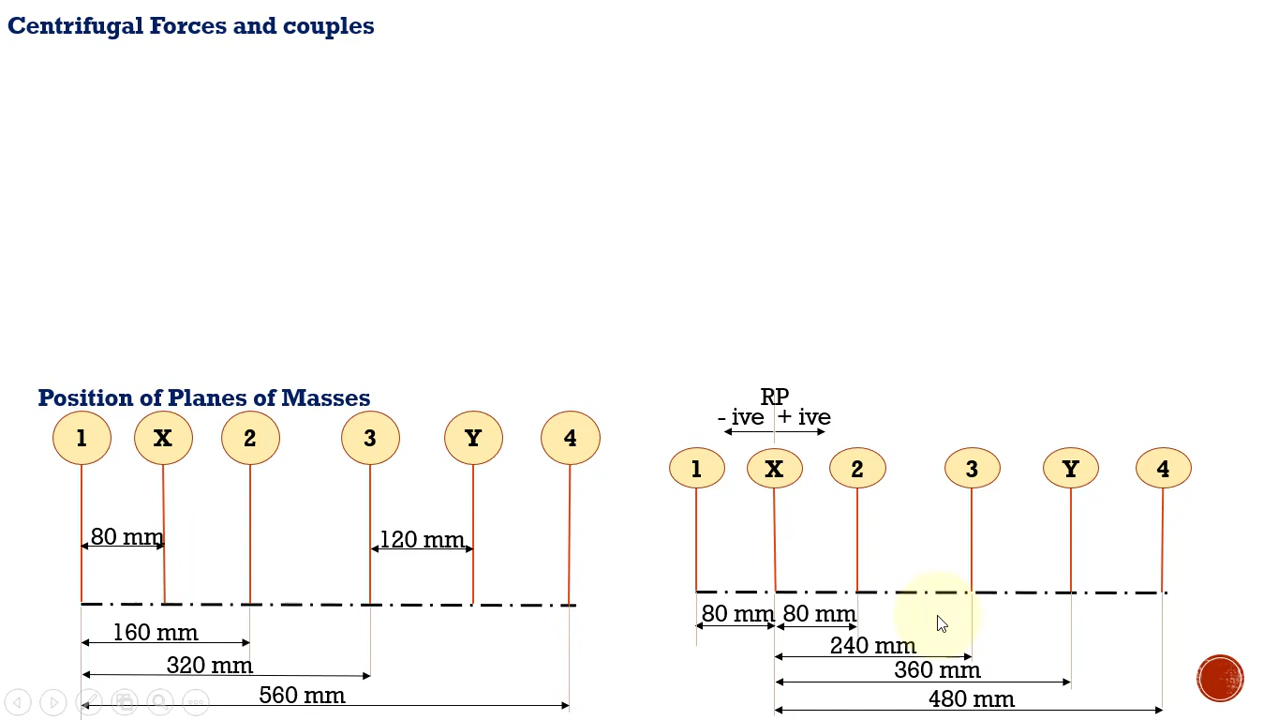 Centrifugal Forces and couples
Position of Planes of Masses
1 X 2 3 Y 4
80 mm
120 mm
160 mm
320 mm
560 mm
RP
- ive + ive
1 X 2 3 Y 4
80 mm 80 mm
240 mm
360 mm
480 mm